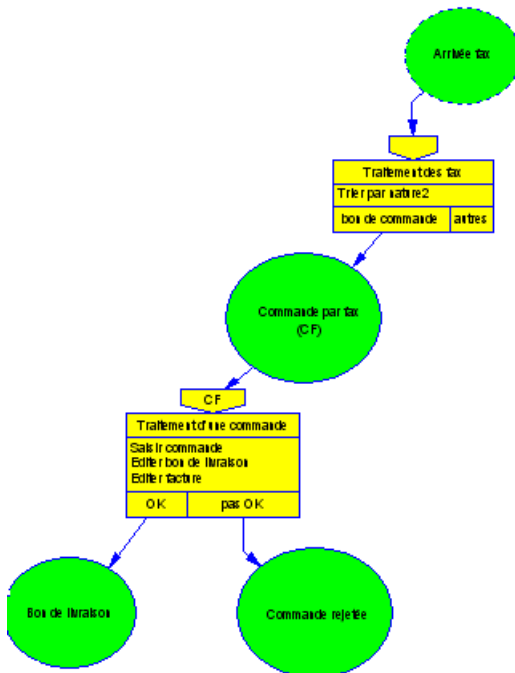 Arrivée fax
Traitement des fax
Trier par nature2
bon de commande
autres
Commande par fax
(CF)
CF
Traitement d'une commande
Saisir commande
Editer bon de livraison
Editer facture
OK
pas OK
Bon de livraison
Commande rejetée